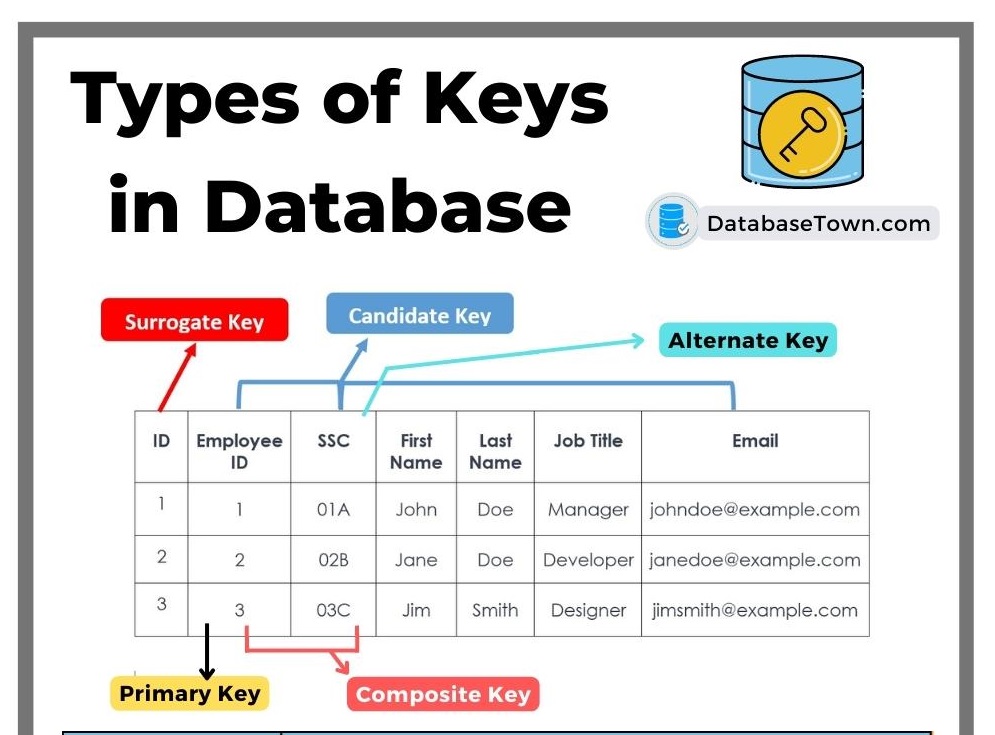 Types of Keys
in Database
DatabaseTown.com
Surrogate Key
Candidate Key
Alternate Key
ID Employee ID SSC First Name Last Name Job Title Email
1 1 01A John Doe Manager johndoe@example.com
2 2 02B Jane Doe Developer janedoe@example.com
3 3 03C Jim Smith Designer jimsmith@example.com
Primary Key
Composite Key